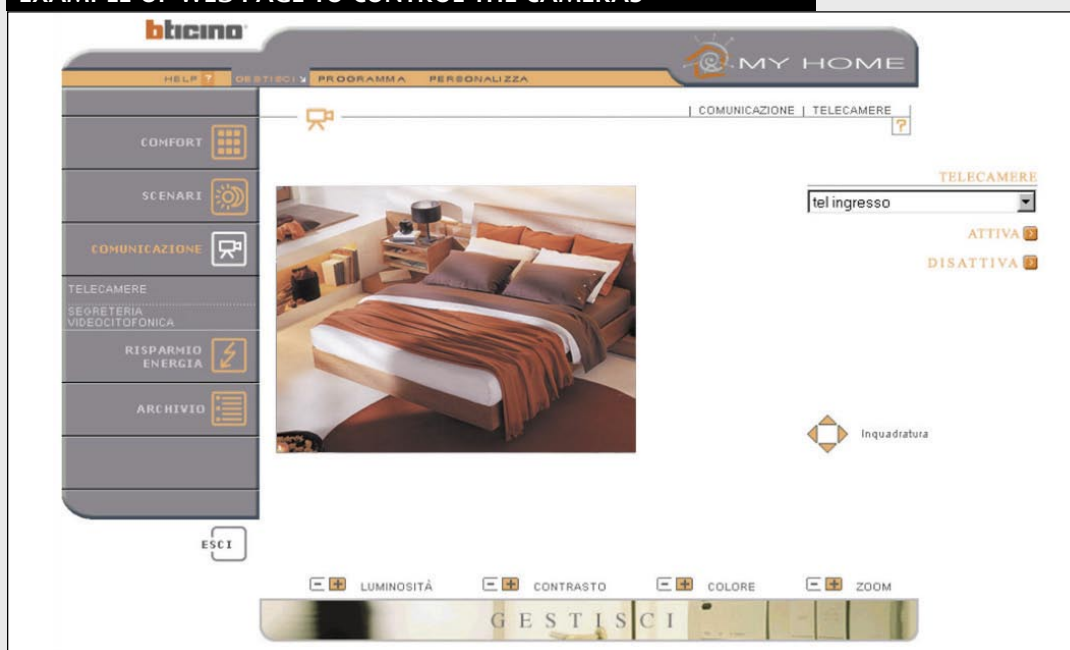 EXAMPLE OF WEB PAGE TO CONTROL THE CAMERAS
bticino
MY HOME
HELP ? GESTISCI PROGRAMMA PERSONALIZZA
| COMUNICAZIONE | TELECAMERE |
?
COMFORT
SCENARI
COMUNICAZIONE
TELECAMERE
SEGRETERIA
VIDEOCITOFONICA
RISPARMIO
ENERGIA
ARCHIVIO
ESCI
TELECAMERE
tel ingresso
ATTIVA
DISATTIVA
Inquadratura
- + LUMINOSITÀ - + CONTRASTO - + COLORE - + ZOOM
GESTISCI